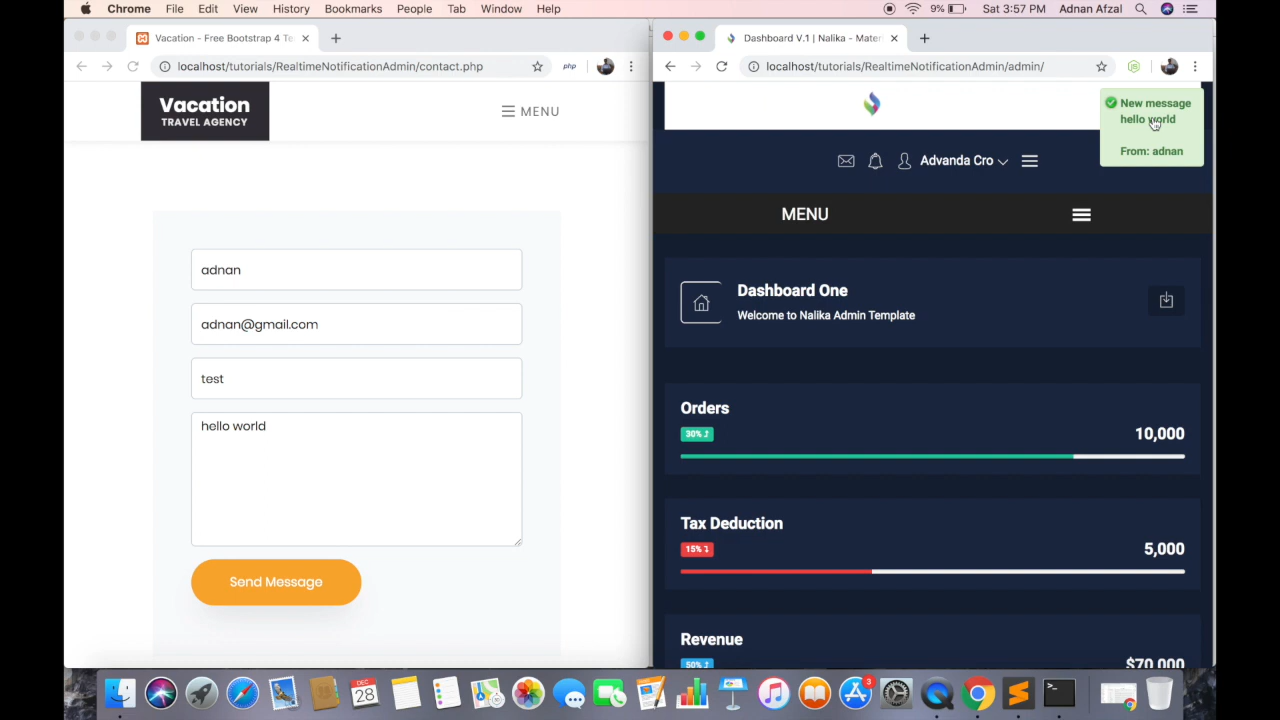 Chrome File Edit View History Bookmarks People Tab Window Help 9% Sat 3:57 PM Adnan Afzal
Vacation - Free Bootstrap 4 Te
localhost/tutorials/RealtimeNotificationAdmin/contact.php
php
Vacation
TRAVEL AGENCY
MENU
adnan
adnan@gmail.com
test
hello world
Send Message
Dashboard V.1 | Nalika - Mater
localhost/tutorials/RealtimeNotificationAdmin/admin/
New message
hello world
From: adnan
Advanda Cro
MENU
Dashboard One
Welcome to Nalika Admin Template
Orders
30%
10,000
Tax Deduction
15%
5,000
Revenue
50%
$70,000
DEC
28
3